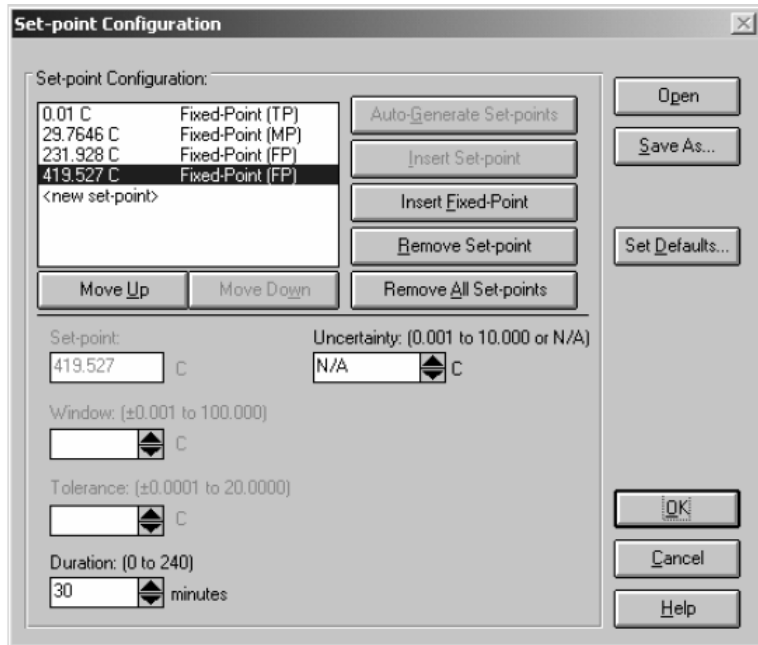 Set-point Configuration
Set-point Configuration:
0.01 C Fixed-Point (TP)
29.7646 C Fixed-Point (MP)
231.928 C Fixed-Point (FP)
419.527 C Fixed-Point (FP)
<new set-point>
Auto-Generate Set-points
Insert Set-point
Insert Fixed-Point
Remove Set-point
Move Up
Move Down
Remove All Set-points
Open
Save As...
Set Defaults...
Set-point:
419.527 C
Uncertainty: (0.001 to 10.000 or N/A)
N/A C
Window: (±0.001 to 100.000)
C
Tolerance: (±0.0001 to 20.0000)
C
Duration: (0 to 240)
30 minutes
OK
Cancel
Help